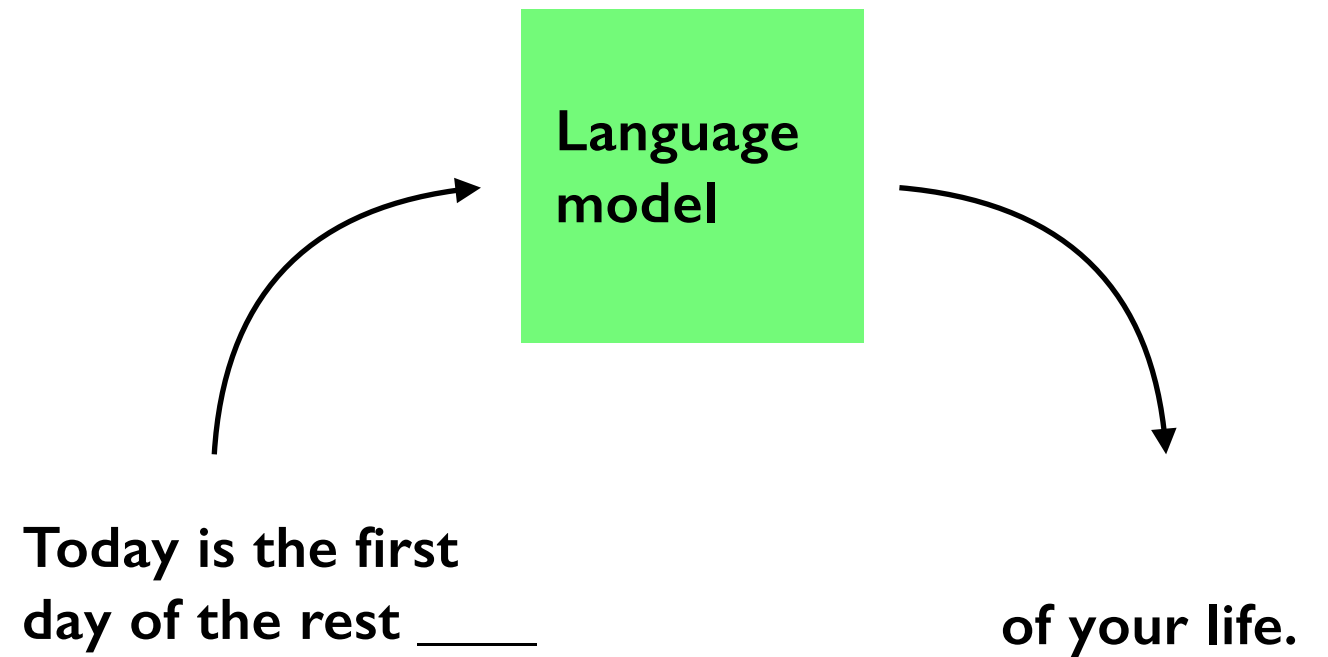 Language
model
Today is the first
day of the rest ____
of your life.